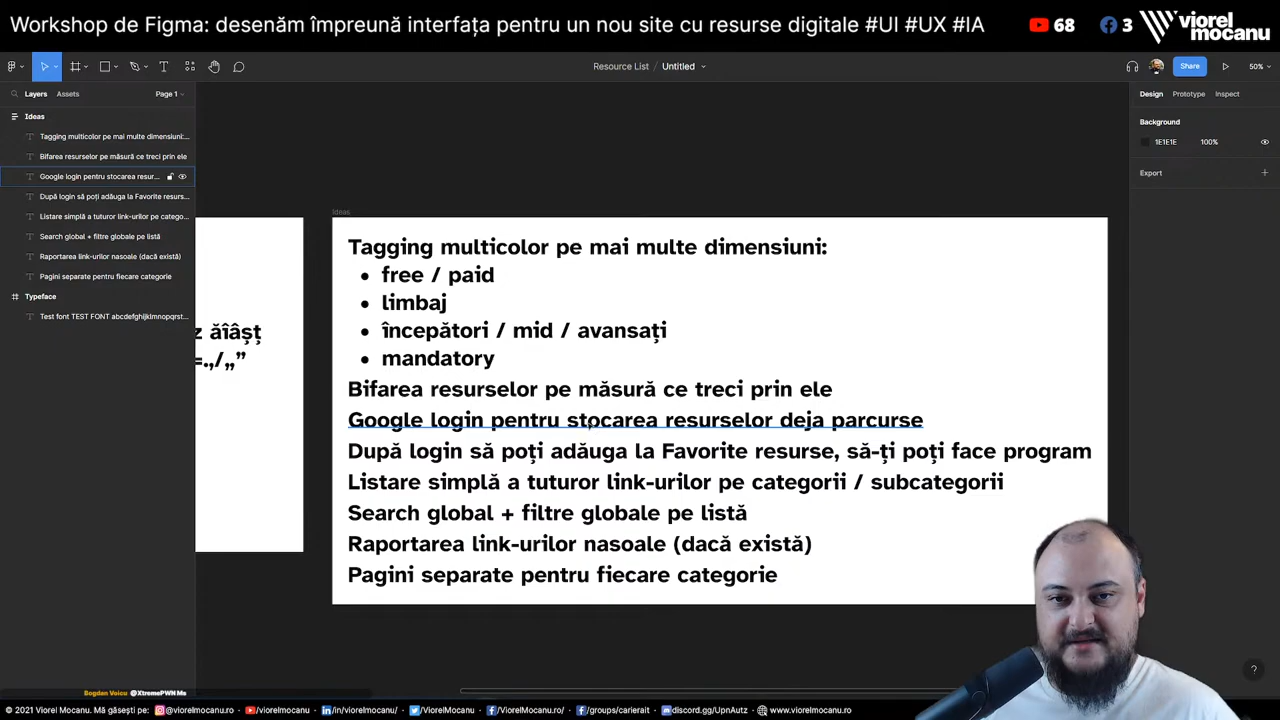 Workshop de Figma: desenăm împreună interfața pentru un nou site cu resurse digitale #UI #UX #IA
68
3
viorel
mocanu
Resource List / Untitled
Share
50%
Layers
Assets
Page 1
Design
Prototype
Inspect
Ideas
Background
Tagging multicolor pe mai multe dimensiuni:...
1E1E1E
100%
Bifarea resurselor pe măsură ce treci prin ele
Google login pentru stocarea resur...
Export
După login să poți adăuga la Favorite resurs...
Listare simplă a tuturor link-urilor pe catego...
Search global + filtre globale pe listă
Raportarea link-urilor nasoale (dacă există)
Pagini separate pentru fiecare categorie
Typeface
Test font TEST FONT abcdefghijklmnopqrst...
z ăîâșț
=.,/„”
Ideas
Tagging multicolor pe mai multe dimensiuni:
• free / paid
• limbaj
• începători / mid / avansați
• mandatory
Bifarea resurselor pe măsură ce treci prin ele
Google login pentru stocarea resurselor deja parcurse
După login să poți adăuga la Favorite resurse, să-ți poți face program
Listare simplă a tuturor link-urilor pe categorii / subcategorii
Search global + filtre globale pe listă
Raportarea link-urilor nasoale (dacă există)
Pagini separate pentru fiecare categorie
?
Bogdan Voicu @XtremePWN Me
© 2021 Viorel Mocanu. Mă găsești pe: @viorelmocanu.ro /viorelmocanu /in/viorelmocanu/ /ViorelMocanu /ViorelMocanu.ro/ /groups/carierait discord.gg/UpnAutz www.viorelmocanu.ro